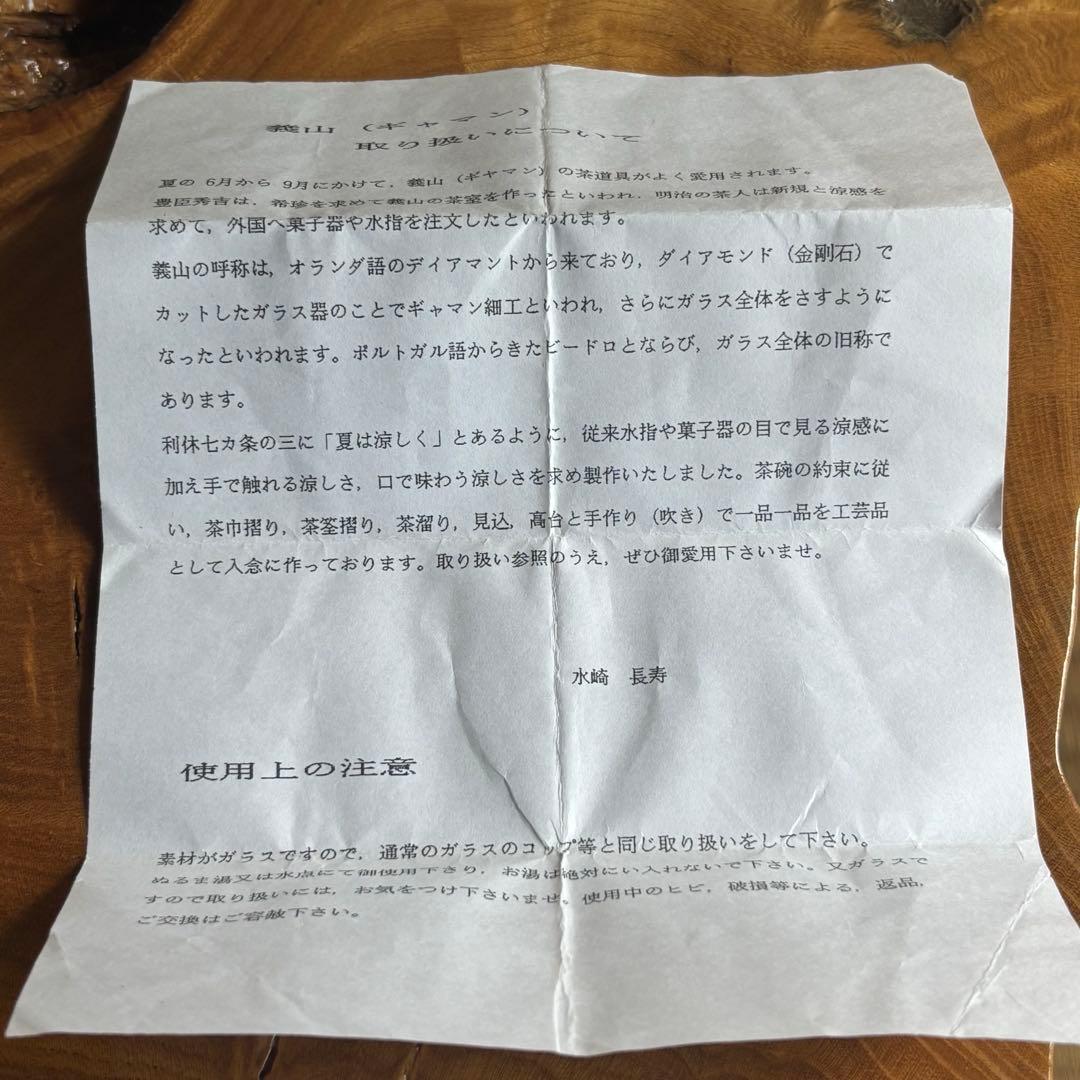 義山（ギャマン）
取り扱いについて
夏の 6月から 9月にかけて，義山（ギヤマン）の茶道具がよく愛用されます。
豊臣秀吉は，希珍を求めて義山の茶窒を作ったといわれ，明治の茶人は新規と涼感を
求めて，外国へ菓子器や水指を注文したといわれます。
義山の呼称は，オランダ語のデイアマントから来ており，ダイアモンド（金剛石）で
カットしたガラス器のことでギャマン細工といわれ，さらにガラス全体をさすように
なったといわれます。ポルトガル語からきたビードロとならび，ガラス全体の旧称で
あります。
利休七カ条の三に「夏は涼しく」とあるように，従来水指や菓子器の目で見る涼感に
加え手で触れる涼しさ，口で味わう涼しさを求め製作いたしました。茶碗の約束に従
い，茶巾摺り，茶筌摺り，茶溜り，見込，高台と手作り（吹き）で一品一品を工芸品
として入念に作っております。取り扱い参照のうえ，ぜひ御愛用下さいませ。
水崎　長寿
使用上の注意
素材がガラスですので，通常のガラスのコップ等と同じ取り扱いをして下さい。
ぬるま湯又は水点にて御使用下さり，お湯は絶対にい入れないで下さい。又ガラスで
すので取り扱いには，お気をつけ下さいませ。使用中のヒビ，破損等による，返品，
ご交換はご容赦下さい。